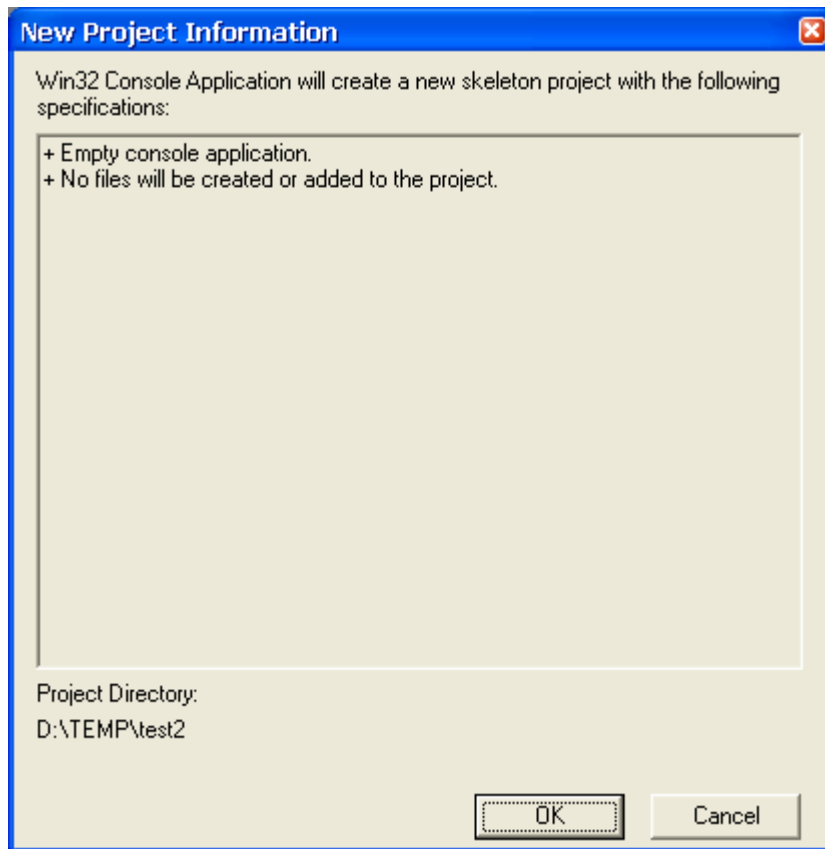 New Project Information
Win32 Console Application will create a new skeleton project with the following
specifications:
+ Empty console application.
+ No files will be created or added to the project.
Project Directory:
D:\TEMP\test2
OK
Cancel